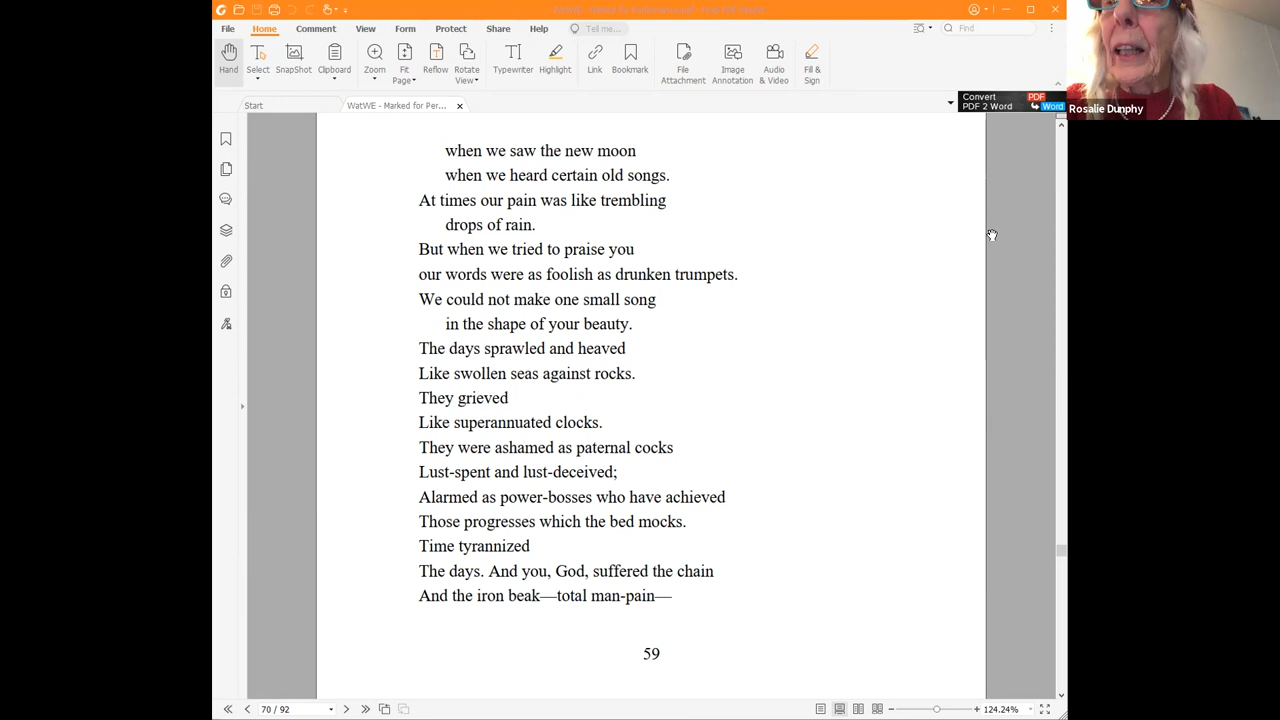 File Home Comment View Form Protect Share Help Tell me... Find
Hand Select SnapShot Clipboard Zoom Fit Page Reflow Rotate View Typewriter Highlight Link Bookmark File Attachment Image Annotation Audio & Video Fill & Sign
Start WatWE - Marked for Per...
Convert PDF
PDF 2 Word Word
Rosalie Dunphy
when we saw the new moon
when we heard certain old songs.
At times our pain was like trembling
drops of rain.
But when we tried to praise you
our words were as foolish as drunken trumpets.
We could not make one small song
in the shape of your beauty.
The days sprawled and heaved
Like swollen seas against rocks.
They grieved
Like superannuated clocks.
They were ashamed as paternal cocks
Lust-spent and lust-deceived;
Alarmed as power-bosses who have achieved
Those progresses which the bed mocks.
Time tyrannized
The days. And you, God, suffered the chain
And the iron beak—total man-pain—
59
70 / 92 124.24%